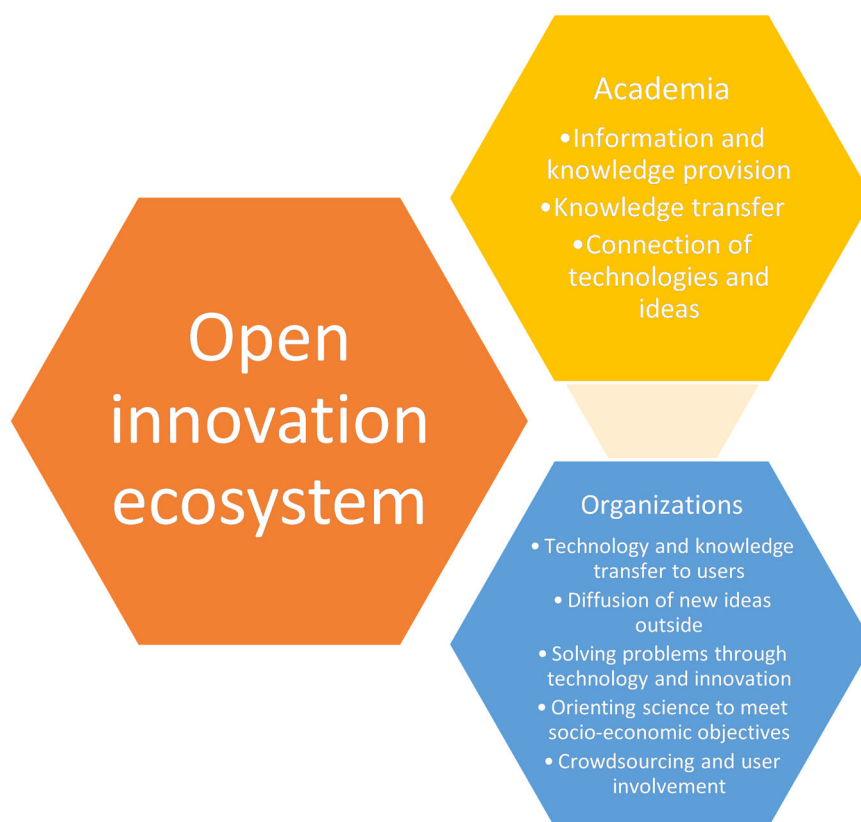 Open
innovation
ecosystem
Academia
•Information and
knowledge provision
•Knowledge transfer
•Connection of
technologies and
ideas
Organizations
• Technology and knowledge
transfer to users
• Diffusion of new ideas
outside
• Solving problems through
technology and innovation
• Orienting science to meet
socio-economic objectives
• Crowdsourcing and user
involvement